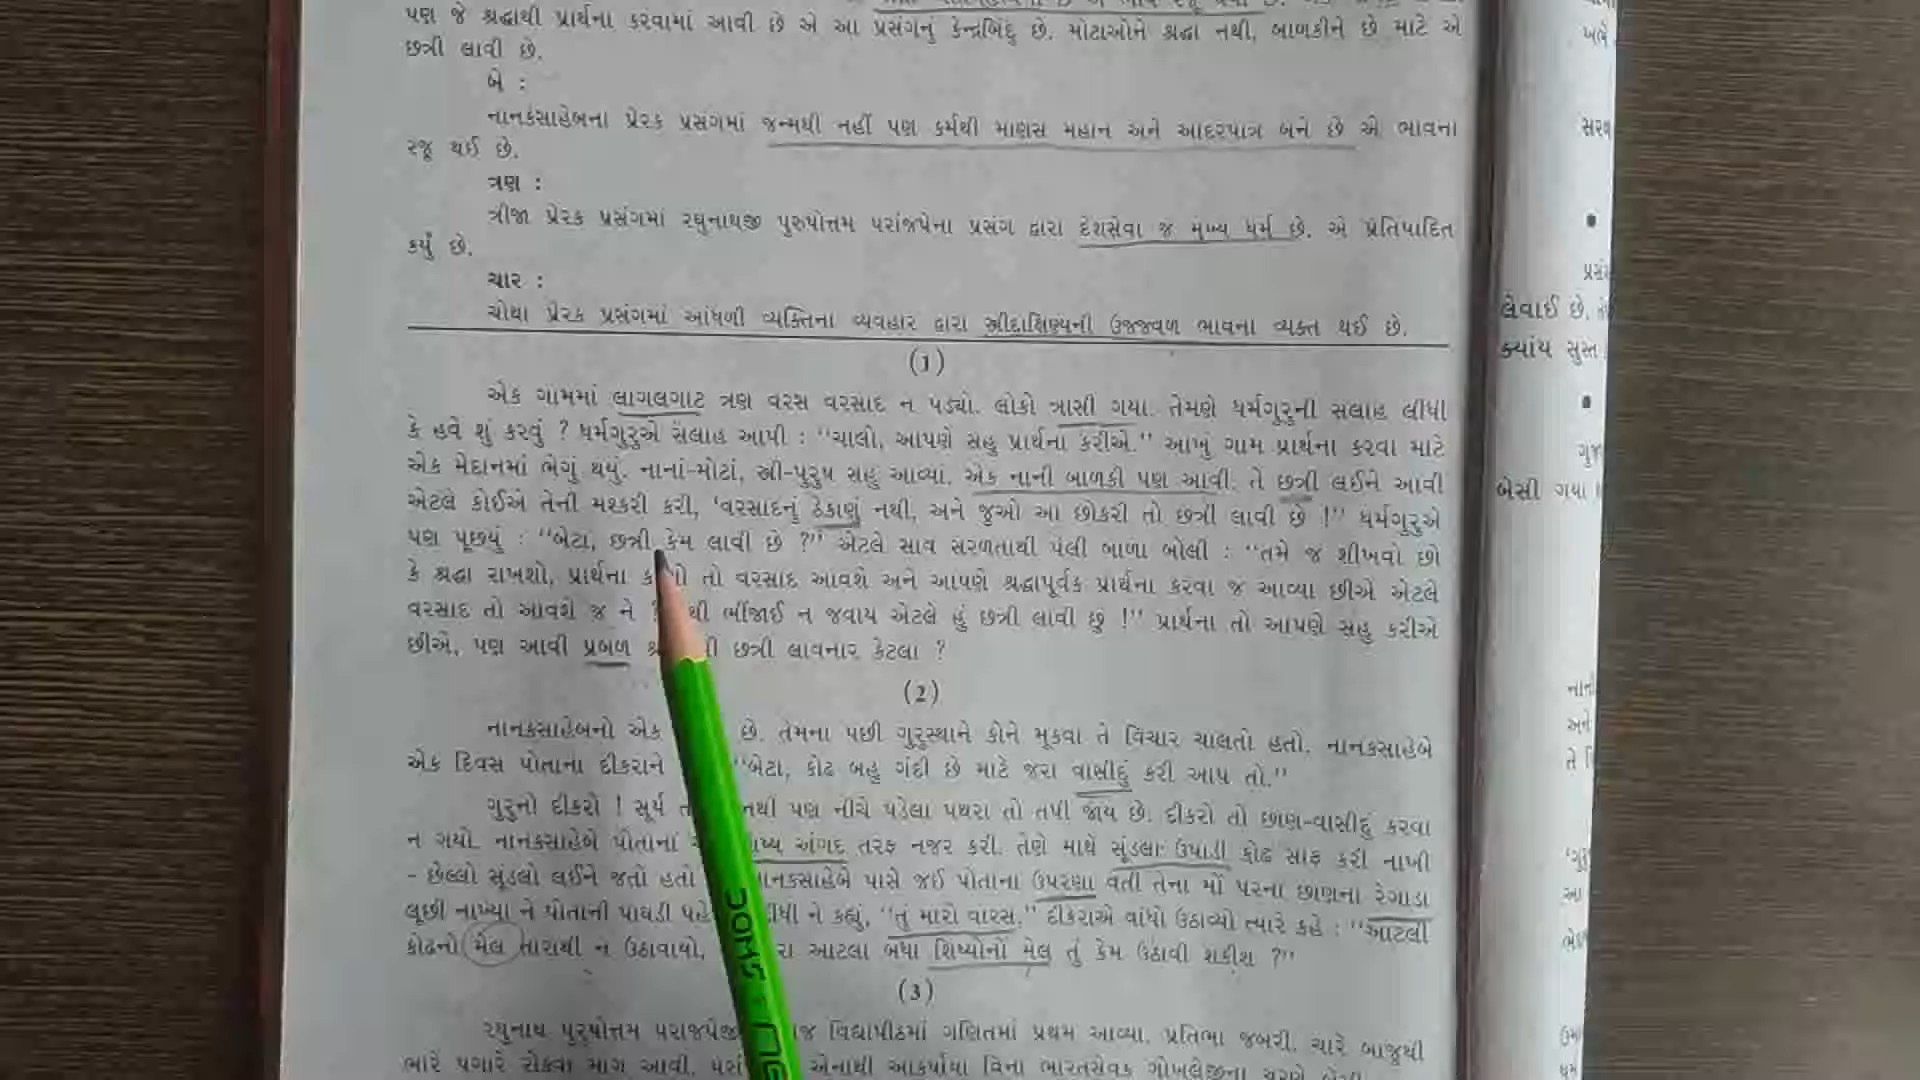 પણ જે શ્રદ્ધાથી પ્રાર્થના કરવામાં આવી છે એ આ પ્રસંગનું કેન્દ્રબિંદુ છે. મોટાઓને શ્રદ્ધા નથી, બાળકીને છે માટે એ
છત્રી લાવી છે.
બે :
નાનકસાહેબના પ્રેરક પ્રસંગમાં જન્મથી નહીં પણ કર્મથી માણસ મહાન અને આદરપાત્ર બને છે એ ભાવના
રજૂ થઈ છે.
ત્રણ :
ત્રીજા પ્રેરક પ્રસંગમાં રઘુનાથજી પુરુષોત્તમ પરાંજપેના પ્રસંગ દ્વારા દેશસેવા જ મુખ્ય ધર્મ છે. એ પ્રતિપાદિત
કર્યું છે.
ચાર :
ચોથા પ્રેરક પ્રસંગમાં આંધળી વ્યક્તિના વ્યવહાર દ્વારા સ્ત્રીદાક્ષિણ્યની ઉજ્જવળ ભાવના વ્યક્ત થઈ છે.
(1)
એક ગામમાં લાગલગાટ ત્રણ વરસ વરસાદ ન પડ્યો. લોકો ત્રાસી ગયા. તેમણે ધર્મગુરુની સલાહ લીધી
કે હવે શું કરવું ? ધર્મગુરુએ સલાહ આપી : “ચાલો, આપણે સહુ પ્રાર્થના કરીએ.” આખું ગામ પ્રાર્થના કરવા માટે
એક મેદાનમાં ભેગું થયું. નાનાં-મોટાં, સ્ત્રી-પુરુષ સહુ આવ્યાં. એક નાની બાળકી પણ આવી. તે છત્રી લઈને આવી
એટલે કોઈએ તેની મશ્કરી કરી, ‘વરસાદનું ઠેકાણું નથી, અને જુઓ આ છોકરી તો છત્રી લાવી છે !” ધર્મગુરુએ
પણ પૂછ્યું : “બેટા, છત્રી કેમ લાવી છે ?” એટલે સાવ સરળતાથી પેલી બાળા બોલી : “તમે જ શીખવો છો
કે શ્રદ્ધા રાખશો, પ્રાર્થના તો વરસાદ આવશે અને આપણે શ્રદ્ધાપૂર્વક પ્રાર્થના કરવા જ આવ્યા છીએ એટલે
વરસાદ તો આવશે જ ને ? ભીંજાઈ ન જવાય એટલે હું છત્રી લાવી છું !” પ્રાર્થના તો આપણે સહુ કરીએ
છીએ, પણ આવી પ્રબળ છત્રી લાવનાર કેટલા ?
(2)
નાનકસાહેબનો એક છે. તેમના પછી ગુરુસ્થાને કોને મૂકવા તે વિચાર ચાલતો હતો. નાનકસાહેબે
એક દિવસ પોતાના દીકરાને “બેટા, કોઢ બહુ ગંદી છે માટે જરા વાસીદું કરી આપ તો.”
ગુરુનો દીકરો ! સૂર્ય નથી પણ નીચે પડેલા પથરા તો તપી જાય છે. દીકરો તો છાણ-વાસીદું કરવા
ન ગયો. નાનકસાહેબે પોતાના અંગદ તરફ નજર કરી. તેણે માથે સૂંડલા ઉપાડી કોઢ સાફ કરી નાખી
- છેલ્લો સૂંડલો લઈને જતો હતો નાનકસાહેબે પાસે જઈ પોતાના ઉપરણા વતી તેના મોં પરના છાણના રેગાડા
લૂછી નાખ્યા ને પોતાની પાઘડી ને કહ્યું, “તું મારો વારસ.” દીકરાએ વાંધો ઉઠાવ્યો ત્યારે કહે : “આટલી
કોઢનો મેલ તારાથી ન ઉઠાવાયો, આટલા બધા શિષ્યોનો મેલ તું કેમ ઉઠાવી શકીશ ?”
(3)
રઘુનાથ પુરુષોત્તમ વિદ્યાપીઠમાં ગણિતમાં પ્રથમ આવ્યા. પ્રતિભા જબરી. ચારે બાજુથી
ભારે પગારે રોકવા માગ આવી. એનાથી આકર્ષાયા વિના ભારતસેવક ગોખલેજીના ચરણે
DOMS
લેવાઈ છે.
ક્યાંય સુસ્ત
બેસી ગયા